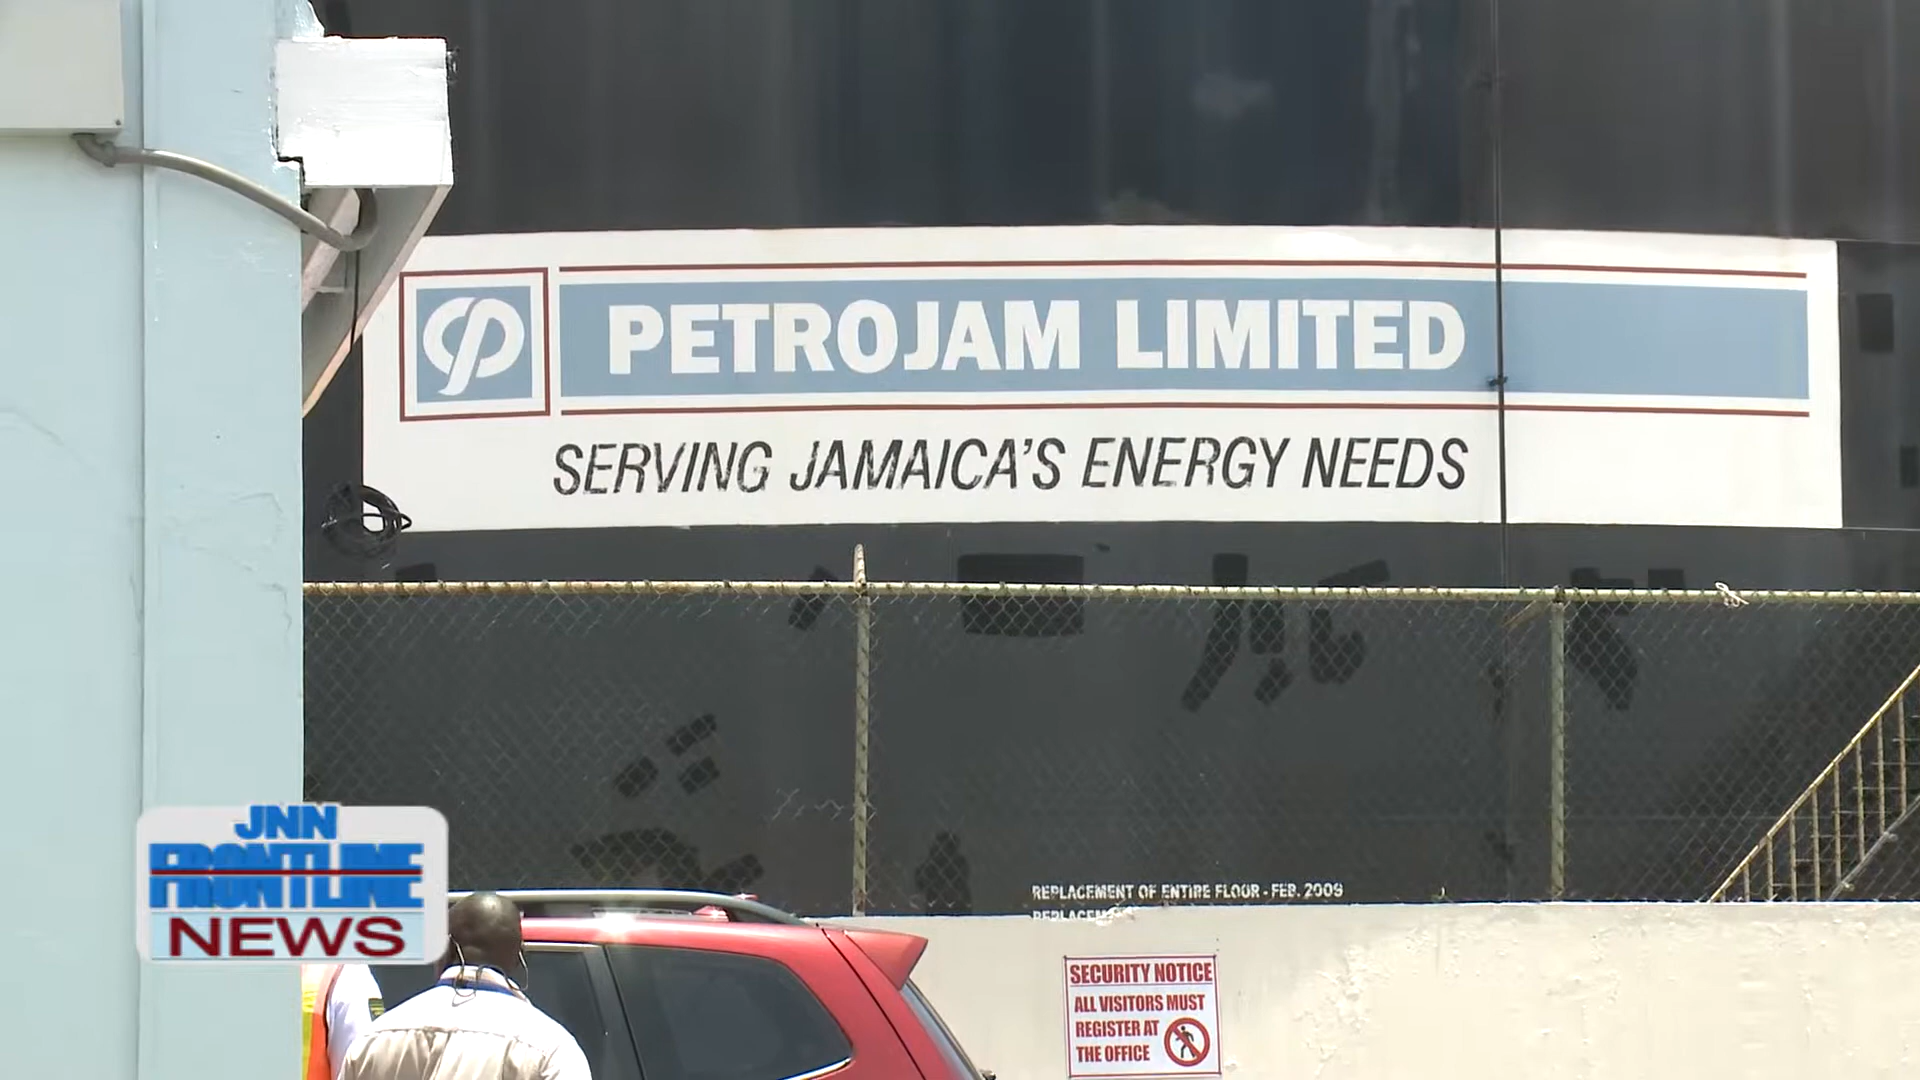 PETROJAM LIMITED
SERVING JAMAICA'S ENERGY NEEDS
REPLACEMENT OF ENTIRE FLOOR - FEB. 2009
JNN
FRONTLINE
NEWS
SECURITY NOTICE
ALL VISITORS MUST
REGISTER AT
THE OFFICE